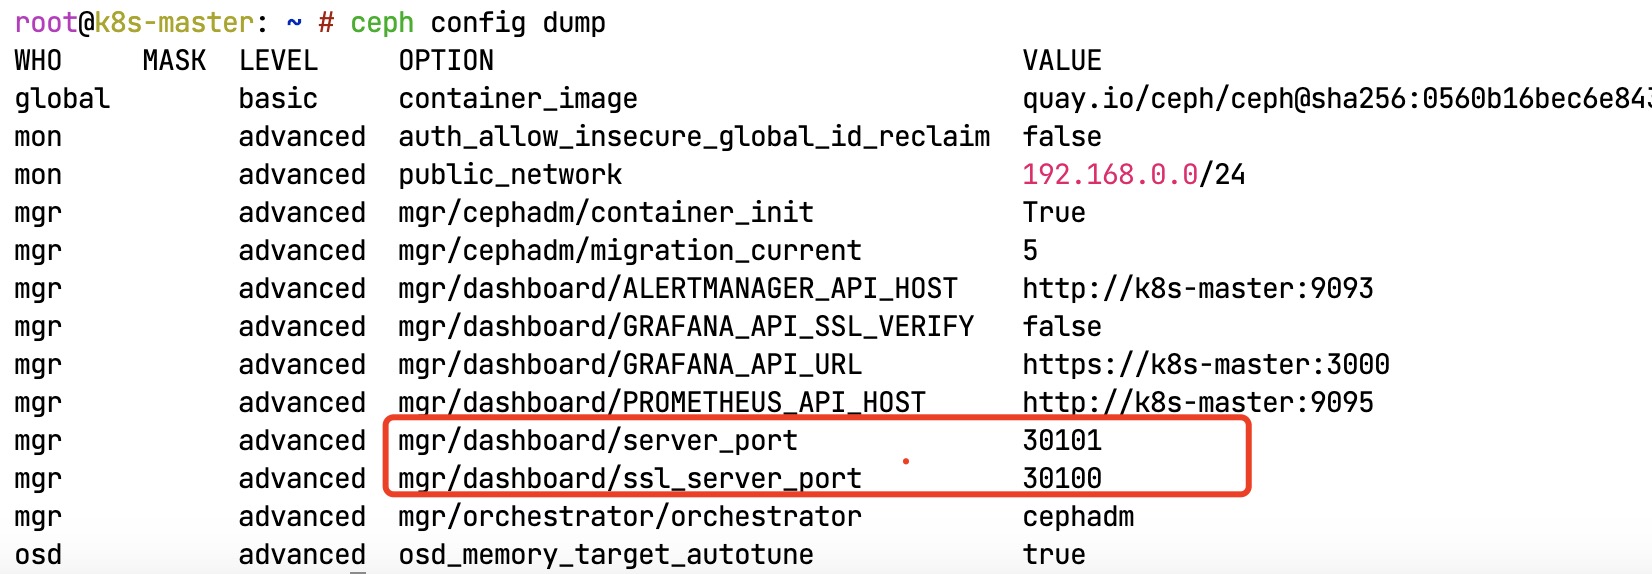 root@k8s-master: ~ # ceph config dump
WHO MASK LEVEL OPTION VALUE
global basic container_image quay.io/ceph/ceph@sha256:0560b16bec6e843
mon advanced auth_allow_insecure_global_id_reclaim false
mon advanced public_network 192.168.0.0/24
mgr advanced mgr/cephadm/container_init True
mgr advanced mgr/cephadm/migration_current 5
mgr advanced mgr/dashboard/ALERTMANAGER_API_HOST http://k8s-master:9093
mgr advanced mgr/dashboard/GRAFANA_API_SSL_VERIFY false
mgr advanced mgr/dashboard/GRAFANA_API_URL https://k8s-master:3000
mgr advanced mgr/dashboard/PROMETHEUS_API_HOST http://k8s-master:9095
mgr advanced mgr/dashboard/server_port 30101
mgr advanced mgr/dashboard/ssl_server_port 30100
mgr advanced mgr/orchestrator/orchestrator cephadm
osd advanced osd_memory_target_autotune true